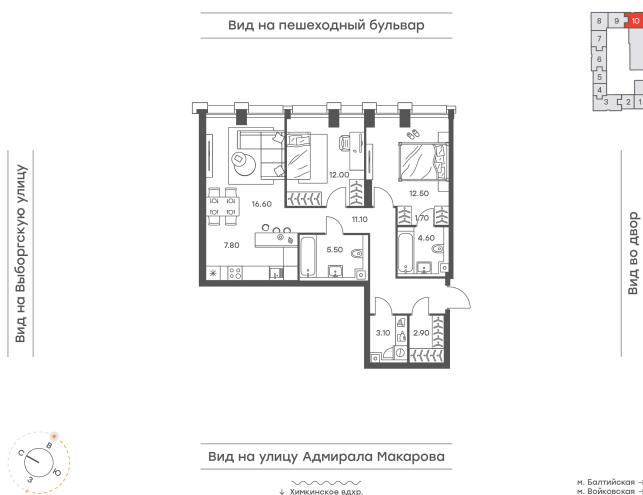 Вид на пешеходный бульвар
8 9 10
7
6
5
4
3 2 1
Вид на Выборгскую улицу
Вид во двор
12.00
12.50
16.60
11.10
1.70
7.80
5.50
4.60
3.10
2.90
Вид на улицу Адмирала Макарова
С В
З Ю
↓ Химкинское вдхр.
м. Балтийская
м. Войковская